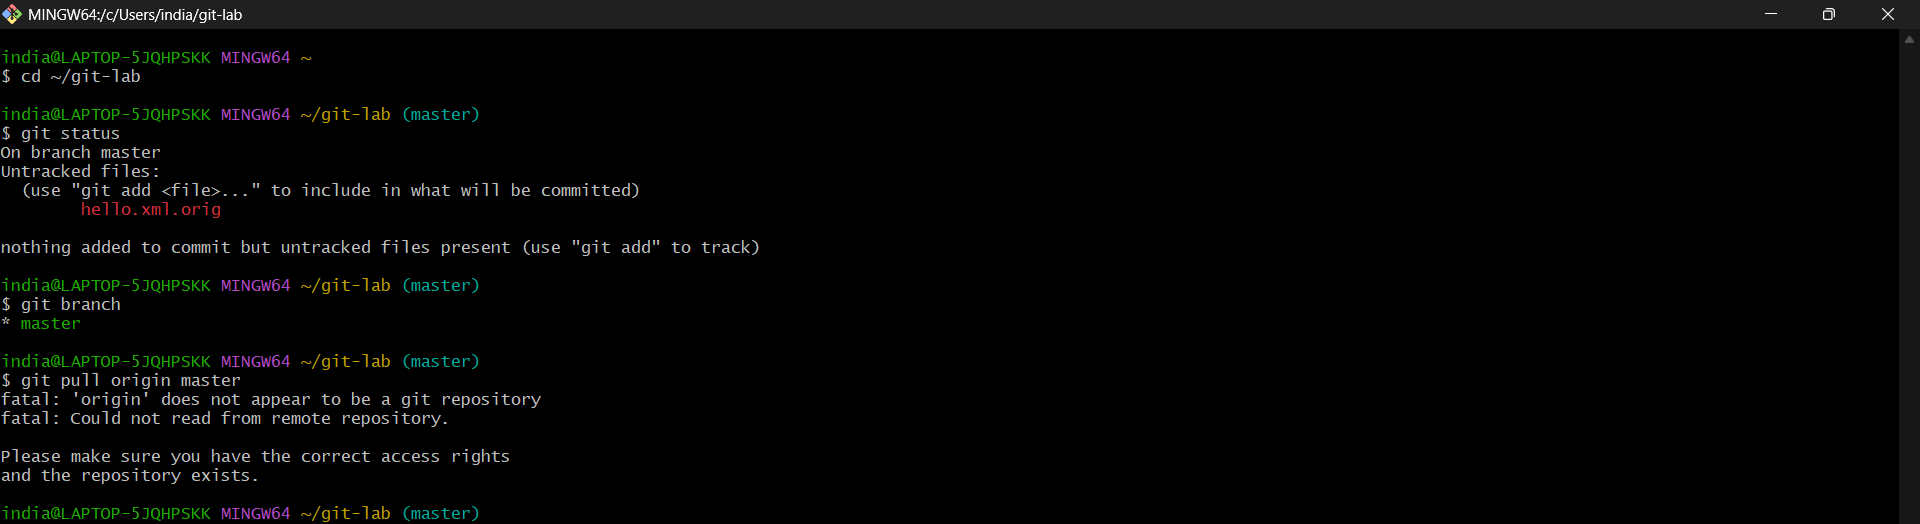 MINGW64:/c/Users/india/git-lab
india@LAPTOP-5JQHPSKK MINGW64 ~
$ cd ~/git-lab
india@LAPTOP-5JQHPSKK MINGW64 ~/git-lab (master)
$ git status
On branch master
Untracked files:
  (use "git add <file>..." to include in what will be committed)
        hello.xml.orig
nothing added to commit but untracked files present (use "git add" to track)
india@LAPTOP-5JQHPSKK MINGW64 ~/git-lab (master)
$ git branch
* master
india@LAPTOP-5JQHPSKK MINGW64 ~/git-lab (master)
$ git pull origin master
fatal: 'origin' does not appear to be a git repository
fatal: Could not read from remote repository.
Please make sure you have the correct access rights
and the repository exists.
india@LAPTOP-5JQHPSKK MINGW64 ~/git-lab (master)